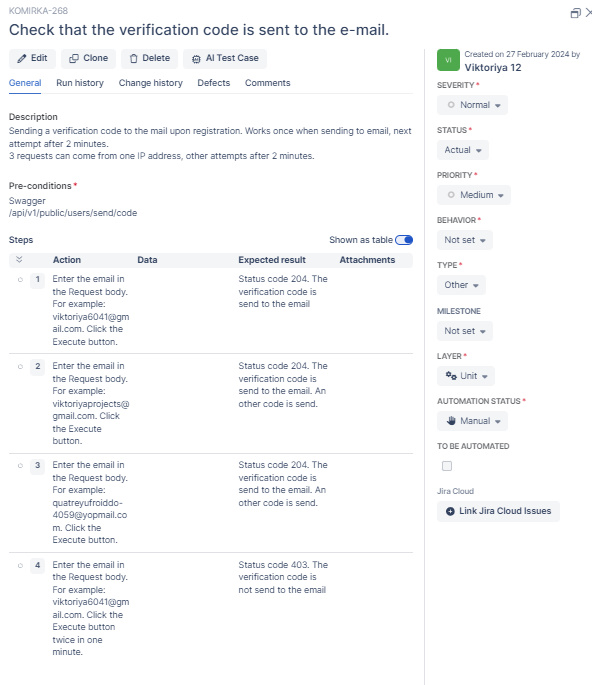 KOMIRKA-268
Check that the verification code is sent to the e-mail.
Edit
Clone
Delete
AI Test Case
General
Run history
Change history
Defects
Comments
Description
Sending a verification code to the mail upon registration. Works once when sending to email, next
attempt after 2 minutes.
3 requests can come from one IP address, other attempts after 2 minutes.
Pre-conditions *
Swagger
/api/v1/public/users/send/code
Steps
Shown as table
Action Data Expected result Attachments
1
Enter the email in
the Request body.
For example:
viktoriya6041@gm
ail.com. Click the
Execute button.
Status code 204. The
verification code is
send to the email
2
Enter the email in
the Request body.
For example:
viktoriyaprojects@
gmail.com. Click
the Execute
button.
Status code 204. The
verification code is
send to the email. An
other code is send.
3
Enter the email in
the Request body.
For example:
quatreyufroiddo-
4059@yopmail.co
m. Click the
Execute button.
Status code 204. The
verification code is
send to the email. An
other code is send.
4
Enter the email in
the Request body.
For example:
viktoriya6041@gm
ail.com. Click the
Execute button
twice in one
minute.
Status code 403. The
verification code is
not send to the email
VI
Created on 27 February 2024 by
Viktoriya 12
SEVERITY *
Normal
STATUS *
Actual
PRIORITY *
Medium
BEHAVIOR *
Not set
TYPE *
Other
MILESTONE
Not set
LAYER *
Unit
AUTOMATION STATUS *
Manual
TO BE AUTOMATED
Jira Cloud
Link Jira Cloud Issues